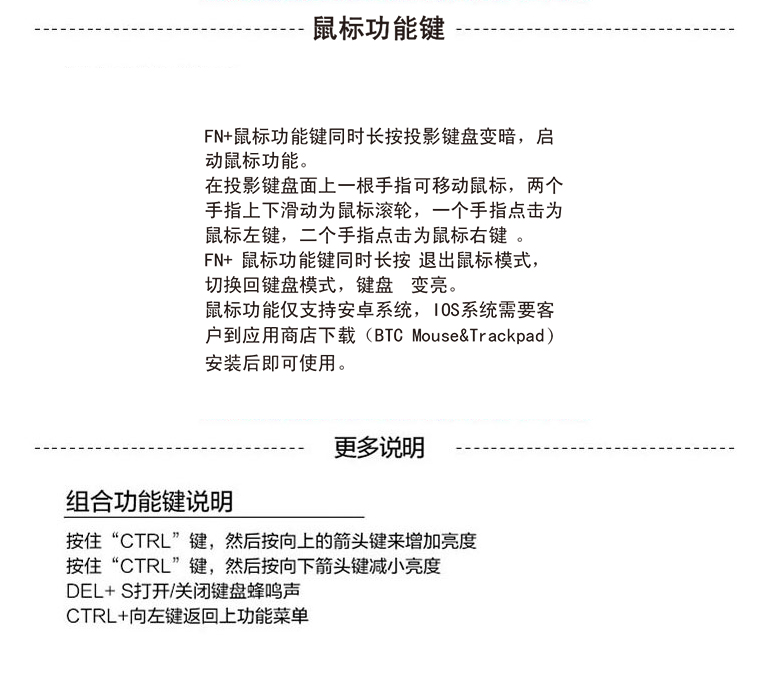 鼠标功能键
FN+鼠标功能键同时长按投影键盘变暗，启
动鼠标功能。
在投影键盘面上一根手指可移动鼠标，两个
手指上下滑动为鼠标滚轮，一个手指点击为
鼠标左键，二个手指点击为鼠标右键 。
FN+ 鼠标功能键同时长按 退出鼠标模式，
切换回键盘模式，键盘　变亮。
鼠标功能仅支持安卓系统，IOS系统需要客
户到应用商店下载（BTC Mouse&Trackpad)
安装后即可使用。
更多说明
组合功能键说明
按住“CTRL”键，然后按向上的箭头键来增加亮度
按住“CTRL”键，然后按向下箭头键减小亮度
DEL+ S打开/关闭键盘蜂鸣声
CTRL+向左键返回上功能菜单